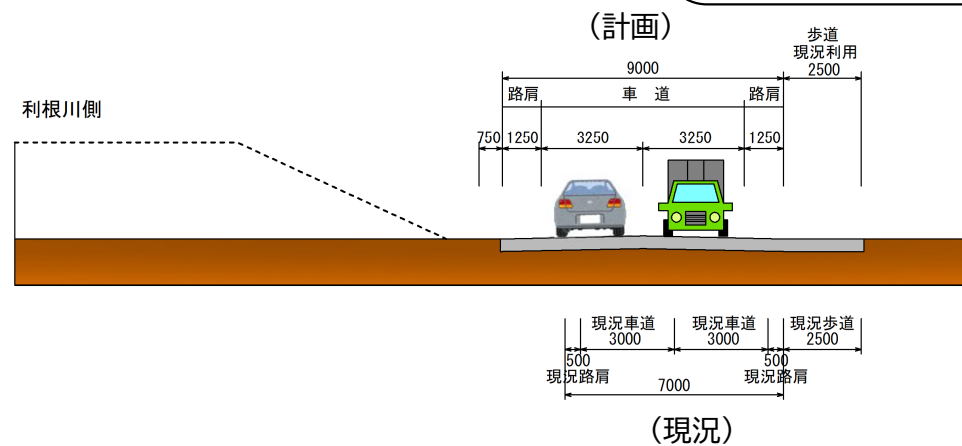 （計画）
歩道
現況利用
9000
2500
利根川側
路肩
車 道
路肩
750
1250
3250
3250
1250
現況車道
現況車道
現況歩道
3000
3000
2500
500
500
現況路肩
現況路肩
7000
（現況）